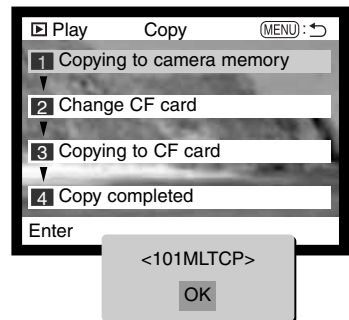 Play Copy MENU :
1 Copying to camera memory
2 Change CF card
3 Copying to CF card
4 Copy completed
Enter
<101MLTCP>
OK